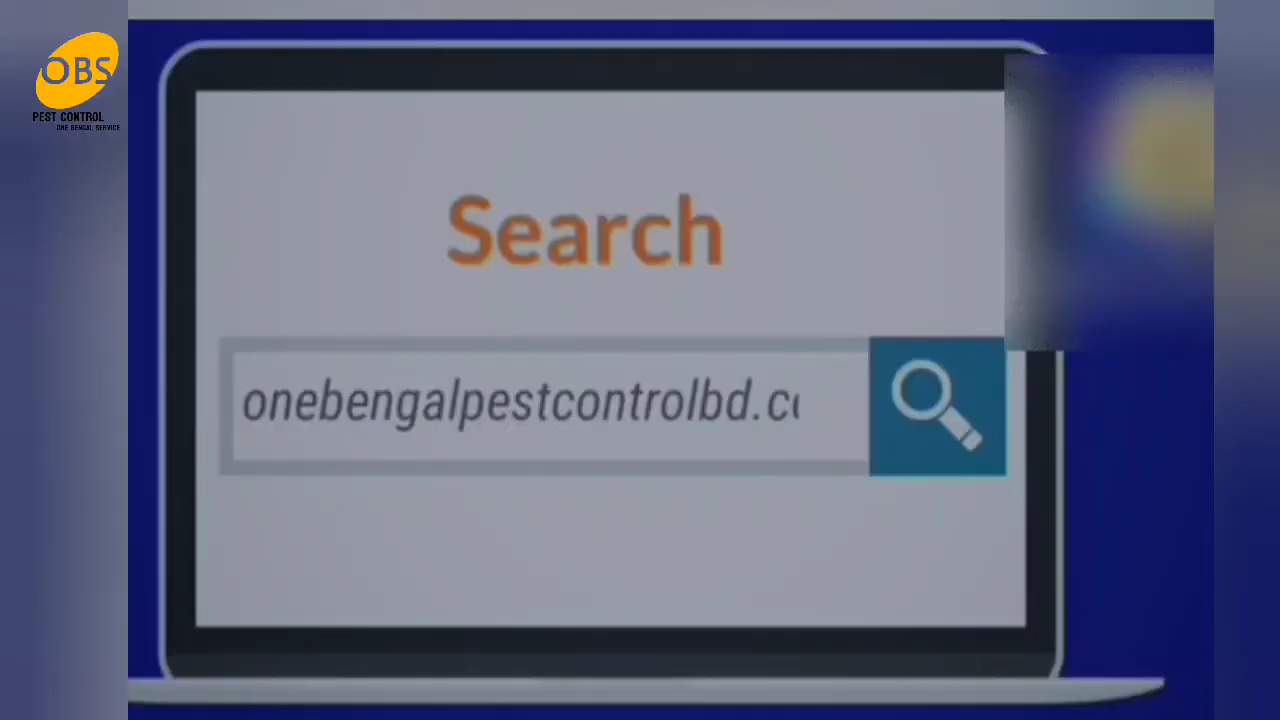 OBS
PEST CONTROL
ONE BENGAL SERVICE
Search
onebengalpestcontrolbd.c